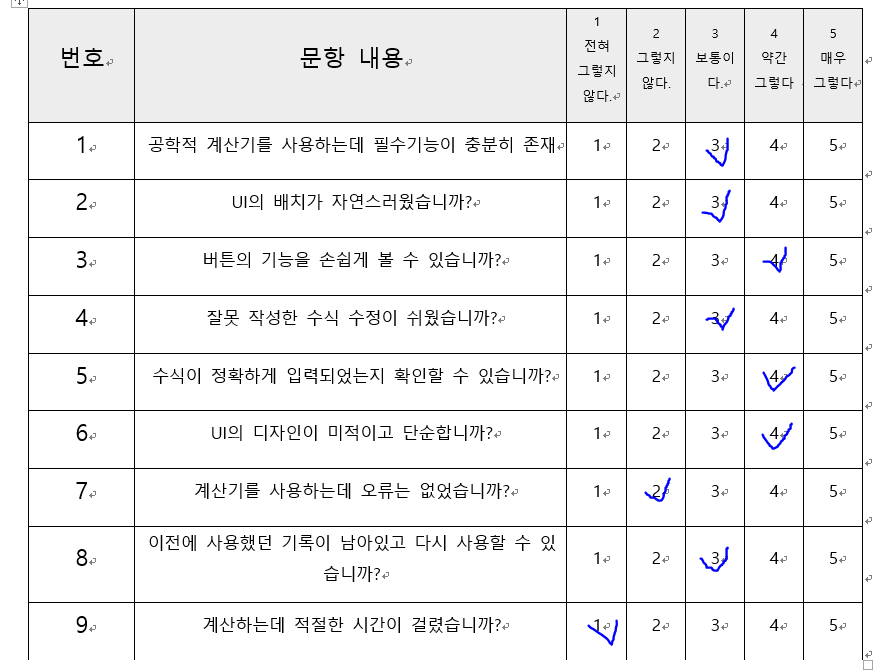 번호 문항 내용 1 전혀 그렇지 않다. 2 그렇지 않다. 3 보통이다. 4 약간 그렇다 5 매우 그렇다
1 공학적 계산기를 사용하는데 필수기능이 충분히 존재 1 2 3 4 5
2 UI의 배치가 자연스러웠습니까? 1 2 3 4 5
3 버튼의 기능을 손쉽게 볼 수 있습니까? 1 2 3 4 5
4 잘못 작성한 수식 수정이 쉬웠습니까? 1 2 3 4 5
5 수식이 정확하게 입력되었는지 확인할 수 있습니까? 1 2 3 4 5
6 UI의 디자인이 미적이고 단순합니까? 1 2 3 4 5
7 계산기를 사용하는데 오류는 없었습니까? 1 2 3 4 5
8 이전에 사용했던 기록이 남아있고 다시 사용할 수 있
습니까? 1 2 3 4 5
9 계산하는데 적절한 시간이 걸렸습니까? 1 2 3 4 5